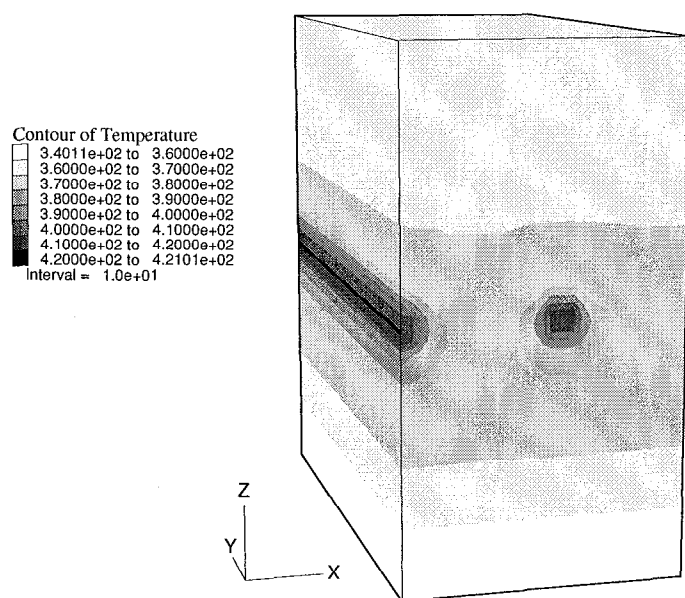 Contour of Temperature
3.4011e+02 to 3.6000e+02
3.6000e+02 to 3.7000e+02
3.7000e+02 to 3.8000e+02
3.8000e+02 to 3.9000e+02
3.9000e+02 to 4.0000e+02
4.0000e+02 to 4.1000e+02
4.1000e+02 to 4.2000e+02
4.2000e+02 to 4.2101e+02
Interval = 1.0e+01
Z
Y
X